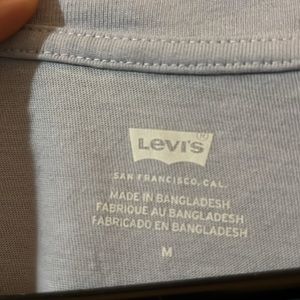 Levi's®
SAN FRANCISCO, CAL.
MADE IN BANGLADESH
FABRIQUÉ AU BANGLADESH
FABRICADO EN BANGLADESH
M